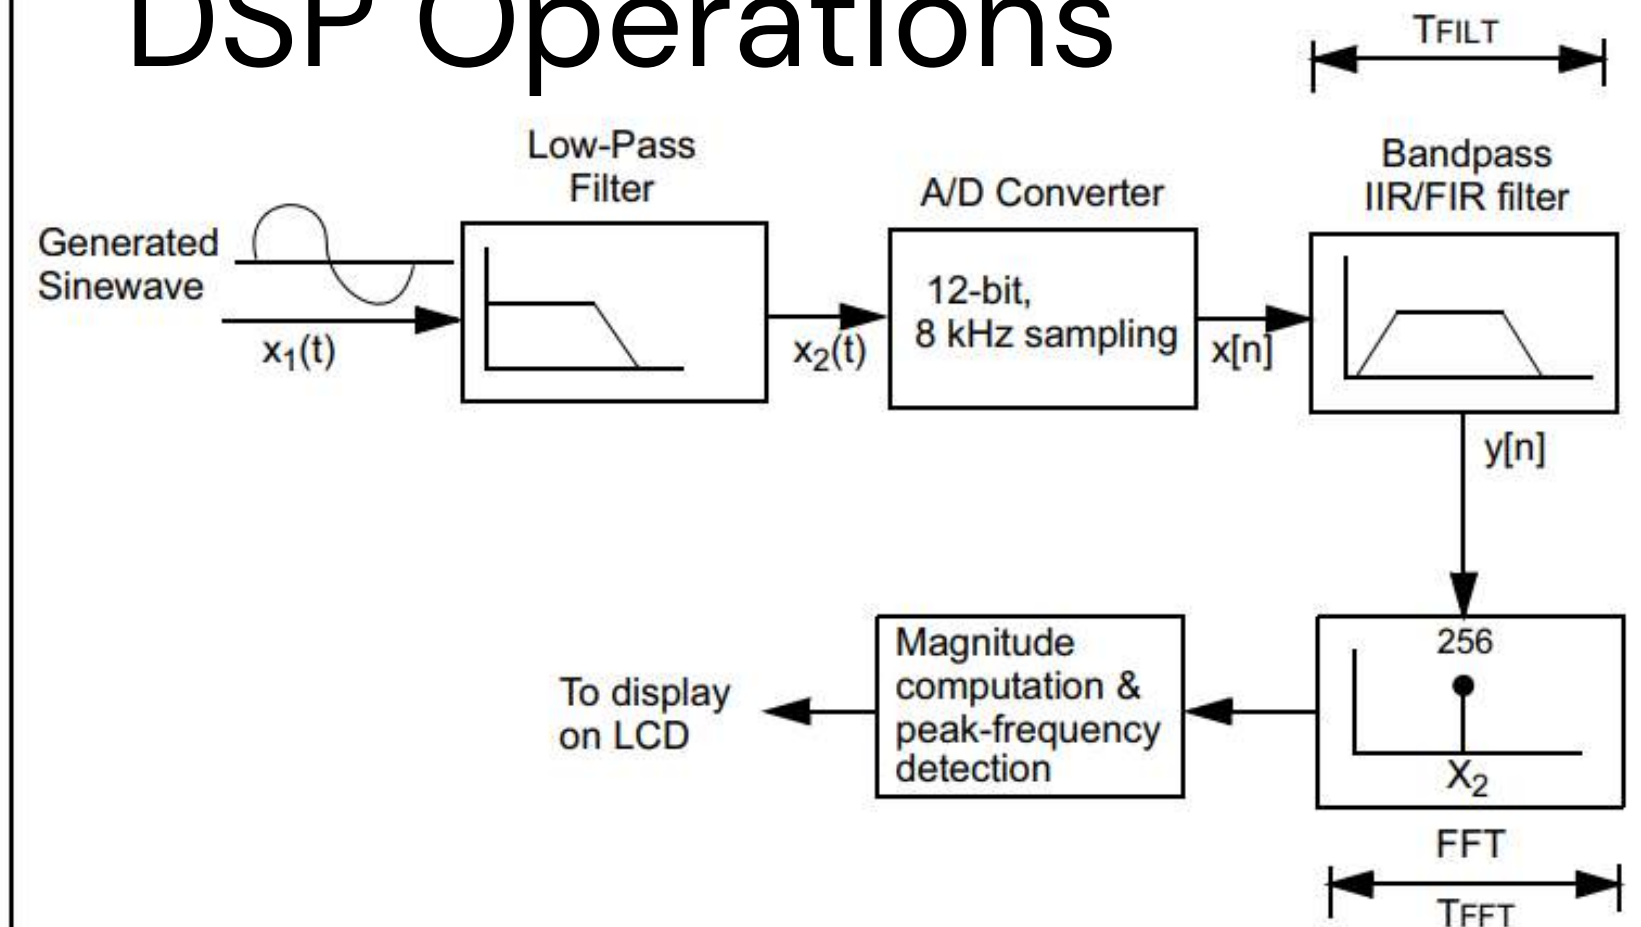 DSP Operations
TFILT
Low-Pass
Filter
A/D Converter
Bandpass
IIR/FIR filter
Generated
Sinewave
x1(t)
x2(t)
12-bit,
8 kHz sampling
x[n]
y[n]
256
X2
FFT
TFFT
Magnitude
computation &
peak-frequency
detection
To display
on LCD